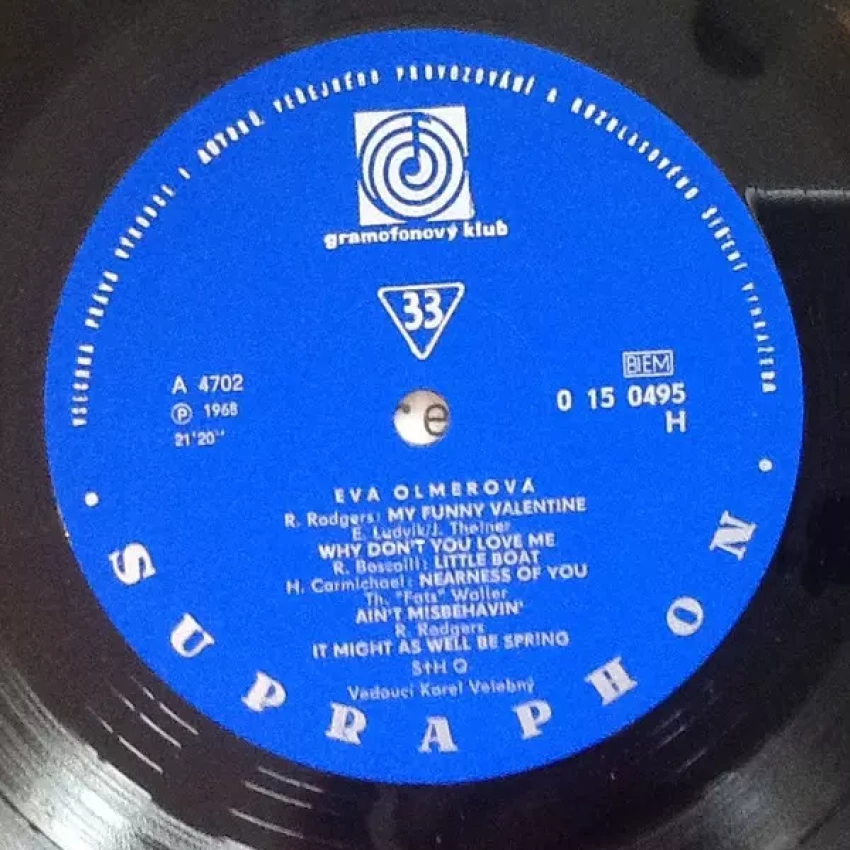 VŠECHNA PRÁVA VÝROBCE I AUTORŮ VEŘEJNÉHO PROVOZOVÁNÍ A ROZHLASOVÉHO ŠÍŘENÍ VYHRAŽENA
gramofonový klub
33
A 4702
℗ 1968
21'20"
BIEM
0 15 0495
H
EVA OLMEROVÁ
R. Rodgers: MY FUNNY VALENTINE
E. Ludvík/J. Theiner
WHY DON'T YOU LOVE ME
R. Boscolli: LITTLE BOAT
H. Carmichael: NEARNESS OF YOU
Th. "Fats" Waller
AIN'T MISBEHAVIN'
R. Rodgers
IT MIGHT AS WELL BE SPRING
S+H Q
Vedoucí Karel Velebný
SUPRAPHON